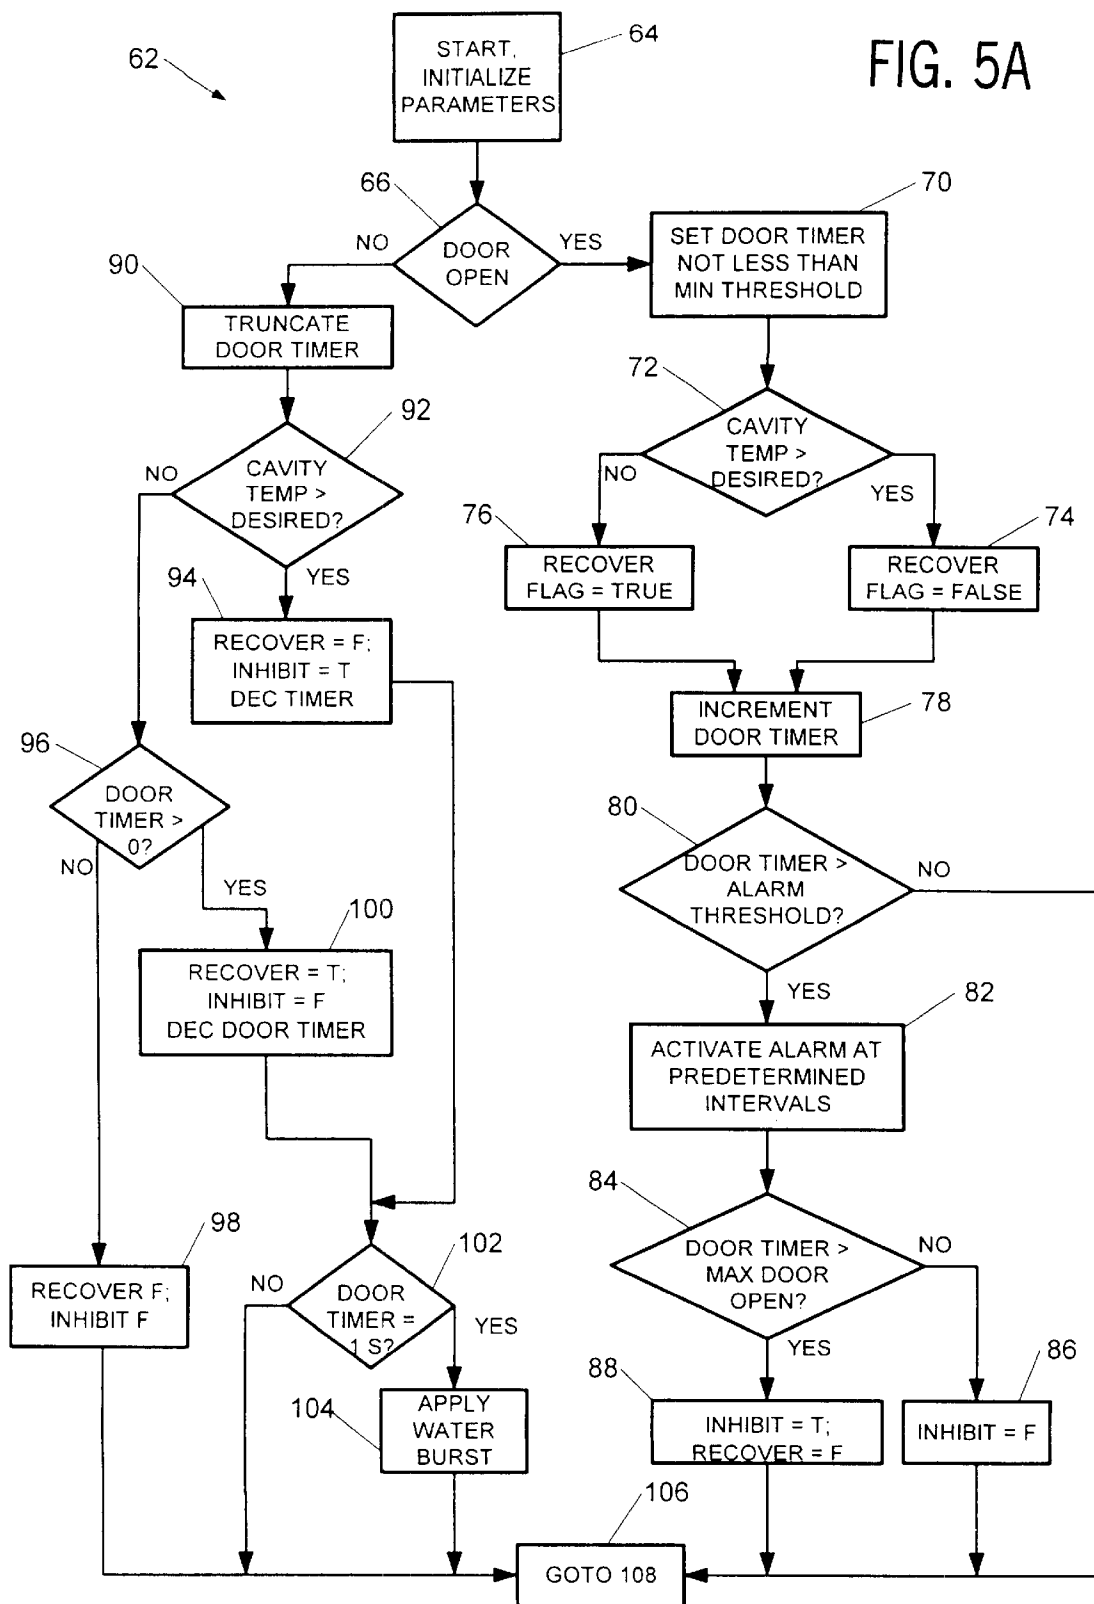 FIG. 5A
62
64
START,
INITIALIZE
PARAMETERS
66
DOOR
OPEN
NO
YES
70
SET DOOR TIMER
NOT LESS THAN
MIN THRESHOLD
90
TRUNCATE
DOOR TIMER
72
CAVITY
TEMP >
DESIRED?
NO
YES
92
CAVITY
TEMP >
DESIRED?
NO
YES
76
RECOVER
FLAG = TRUE
74
RECOVER
FLAG = FALSE
94
RECOVER = F;
INHIBIT = T
DEC TIMER
78
INCREMENT
DOOR TIMER
96
DOOR
TIMER >
0?
NO
YES
80
DOOR TIMER >
ALARM
THRESHOLD?
NO
YES
100
RECOVER = T;
INHIBIT = F
DEC DOOR TIMER
82
ACTIVATE ALARM AT
PREDETERMINED
INTERVALS
84
DOOR TIMER >
MAX DOOR
OPEN?
NO
YES
98
RECOVER F;
INHIBIT F
102
DOOR
TIMER =
1 S?
NO
YES
104
APPLY
WATER
BURST
88
INHIBIT = T;
RECOVER = F
86
INHIBIT = F
106
GOTO 108